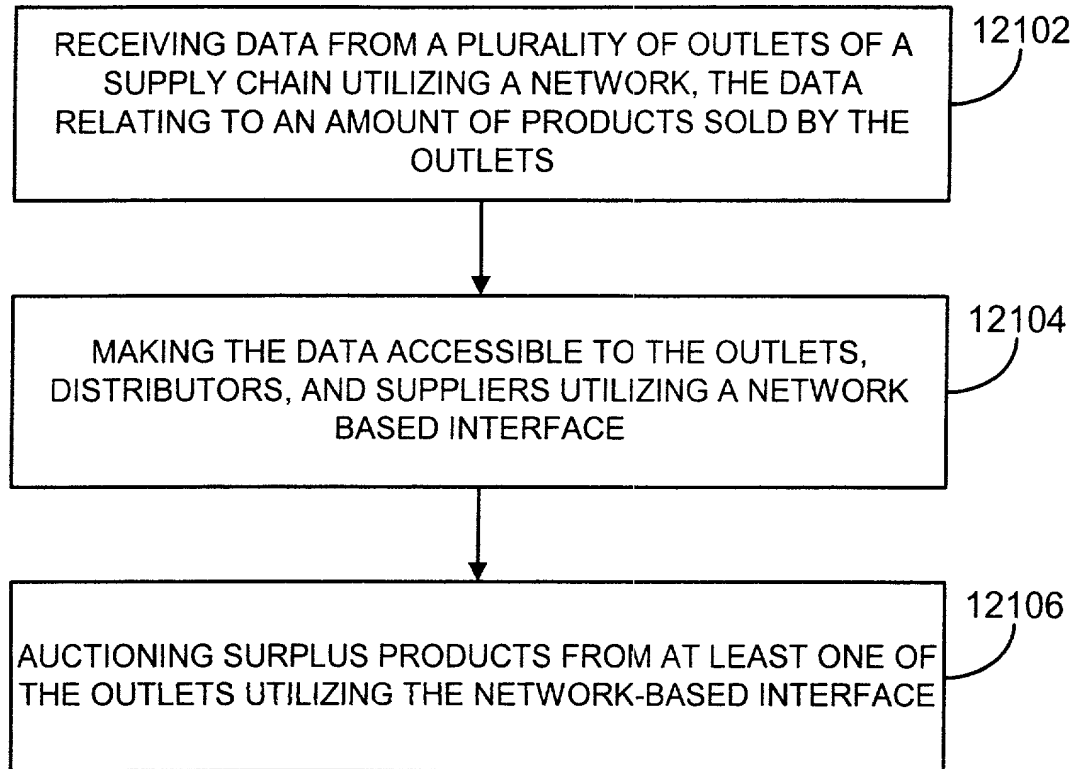 RECEIVING DATA FROM A PLURALITY OF OUTLETS OF A
SUPPLY CHAIN UTILIZING A NETWORK, THE DATA
RELATING TO AN AMOUNT OF PRODUCTS SOLD BY THE
OUTLETS
12102
MAKING THE DATA ACCESSIBLE TO THE OUTLETS,
DISTRIBUTORS, AND SUPPLIERS UTILIZING A NETWORK
BASED INTERFACE
12104
AUCTIONING SURPLUS PRODUCTS FROM AT LEAST ONE OF
THE OUTLETS UTILIZING THE NETWORK-BASED INTERFACE
12106